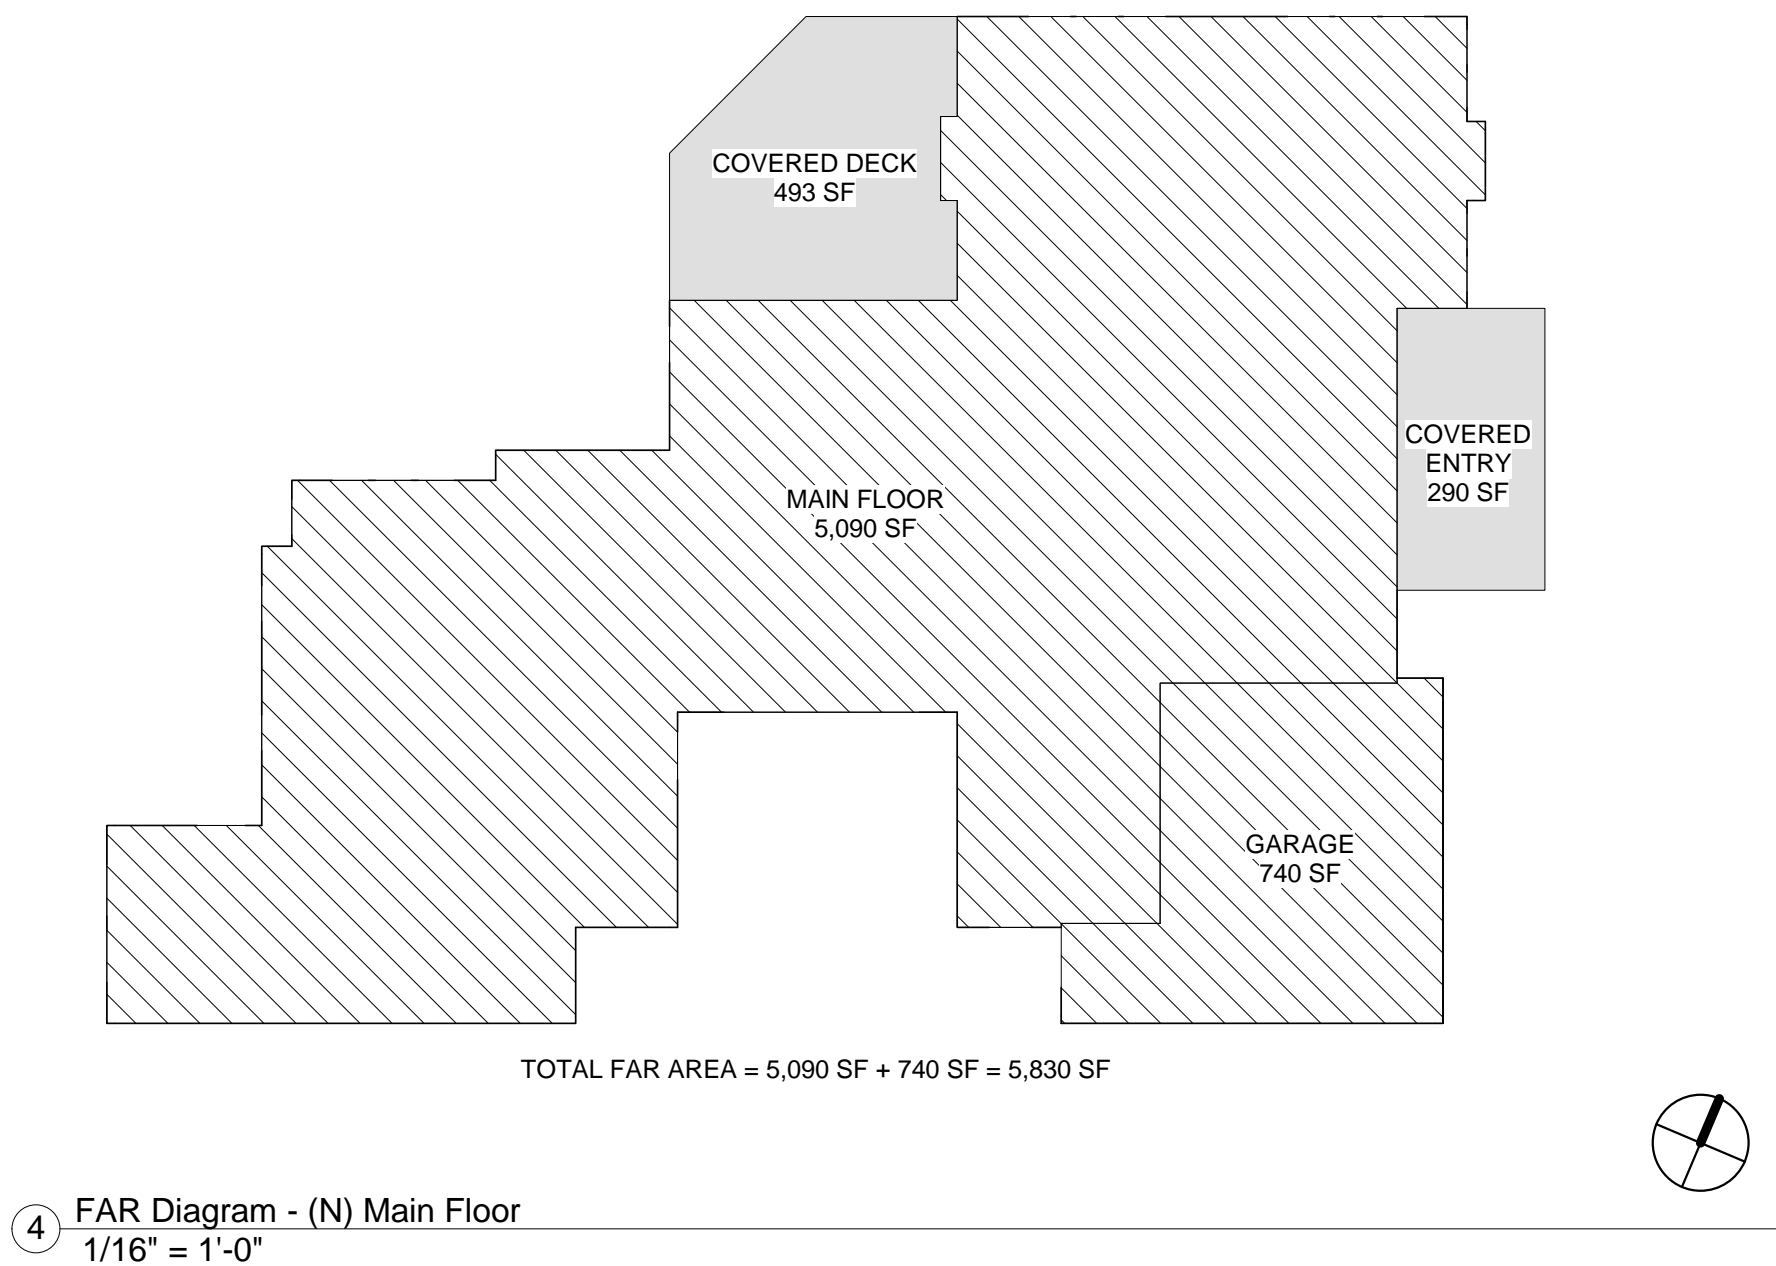 COVERED DECK
493 SF
COVERED
ENTRY
290 SF
MAIN FLOOR
5,090 SF
GARAGE
740 SF
TOTAL FAR AREA = 5,090 SF + 740 SF = 5,830 SF
4
FAR Diagram - (N) Main Floor
1/16" = 1'-0"